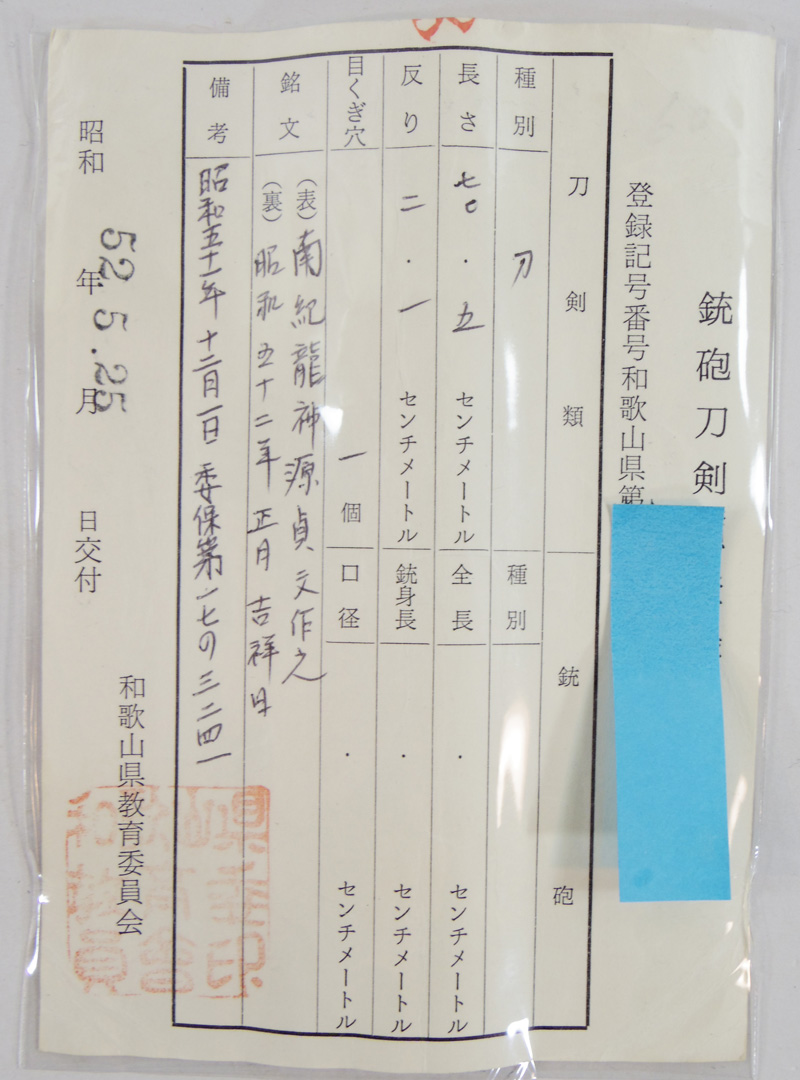 銃砲刀剣
登録記号番号和歌山県第
刀剣類
種別 刀
長さ 七〇・五 センチメートル
反り 二・一 センチメートル
目くぎ穴 一個
銘文 (表)南紀龍神源貞文作之
(裏)昭和五十二年正月吉祥日
備考 昭和五十一年十二月一日委保第一七の三二四一
銃砲
種別
全長 ・ センチメートル
銃身長 ・ センチメートル
口径 ・ センチメートル
昭和 年 月 日交付
52.5.25
和歌山県教育委員会